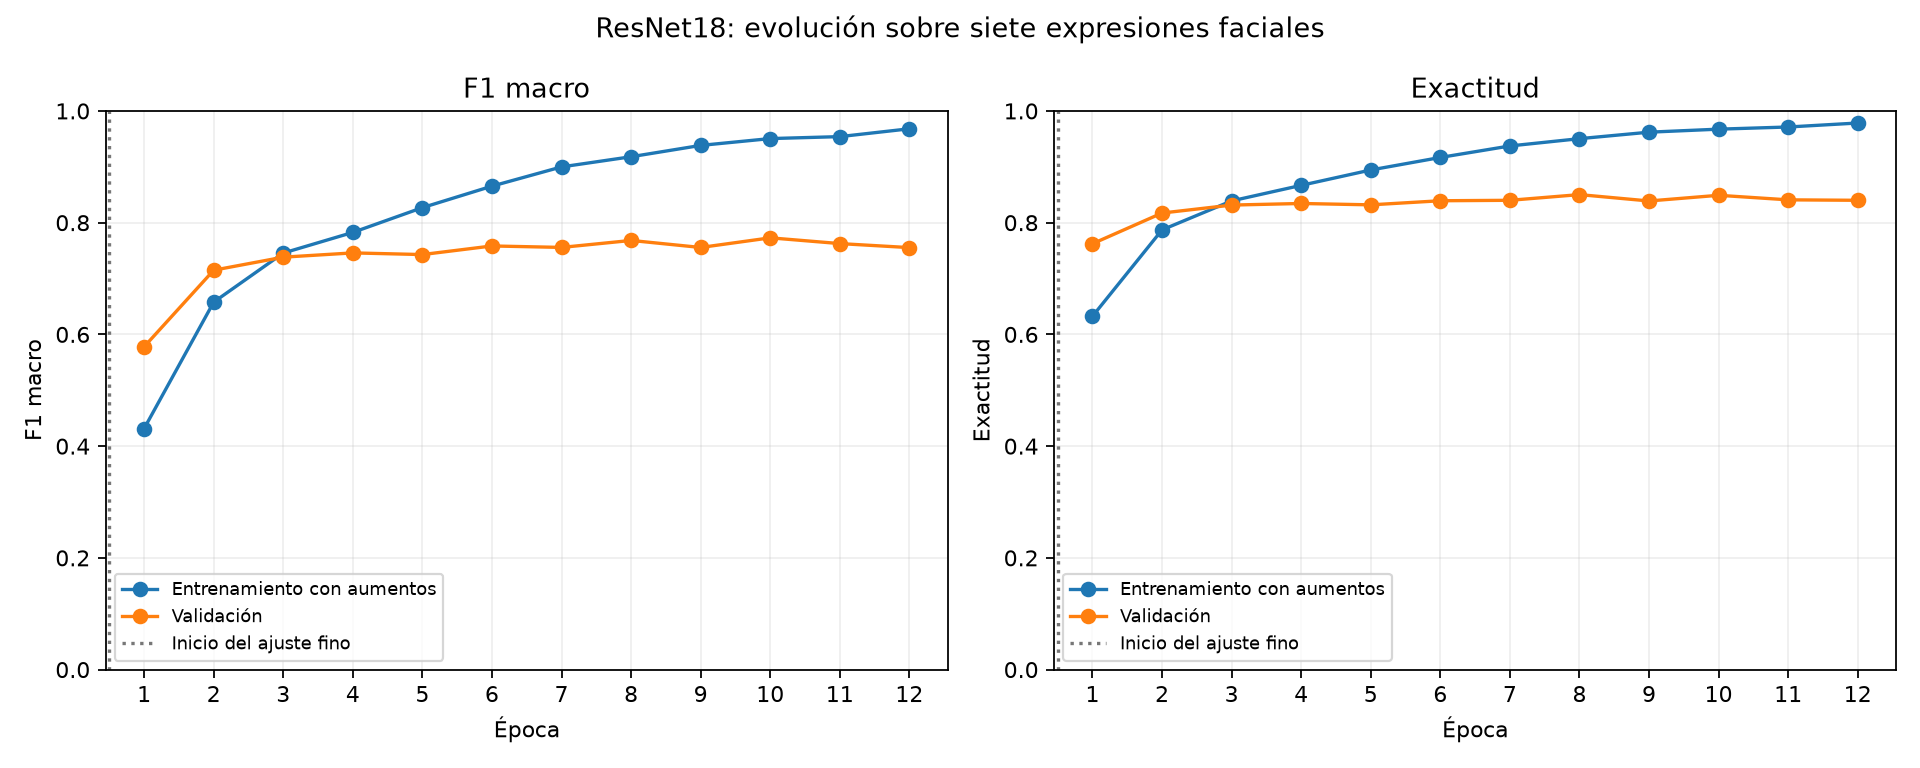 ResNet18: evolución sobre siete expresiones faciales
F1 macro
F1 macro
1.0
0.8
0.6
0.4
0.2
0.0
Entrenamiento con aumentos
Validación
Inicio del ajuste fino
1 2 3 4 5 6 7 8 9 10 11 12
Época
Exactitud
Exactitud
1.0
0.8
0.6
0.4
0.2
0.0
Entrenamiento con aumentos
Validación
Inicio del ajuste fino
1 2 3 4 5 6 7 8 9 10 11 12
Época